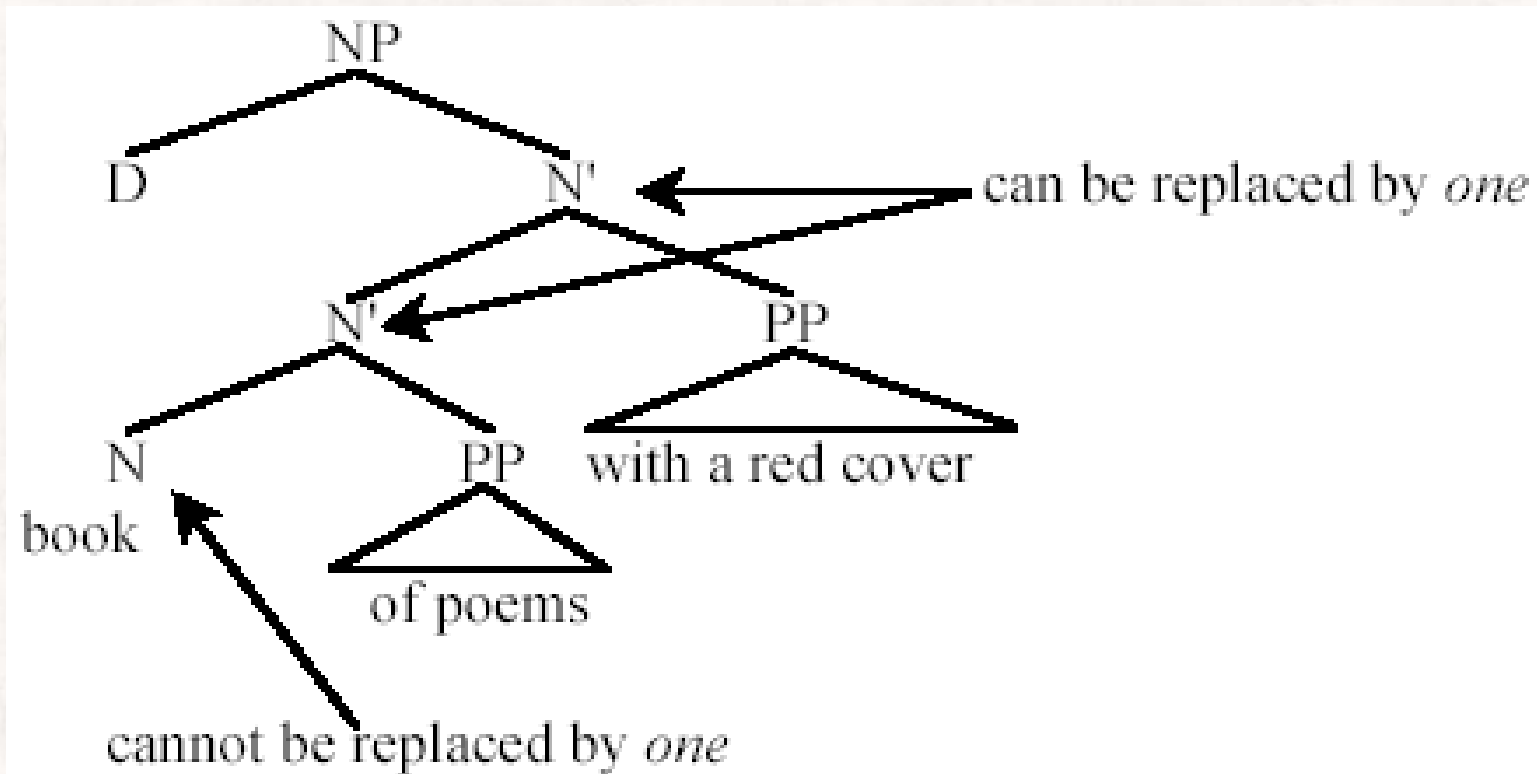 NP
D N' can be replaced by one
N' PP
N PP with a red cover
book
of poems
cannot be replaced by one